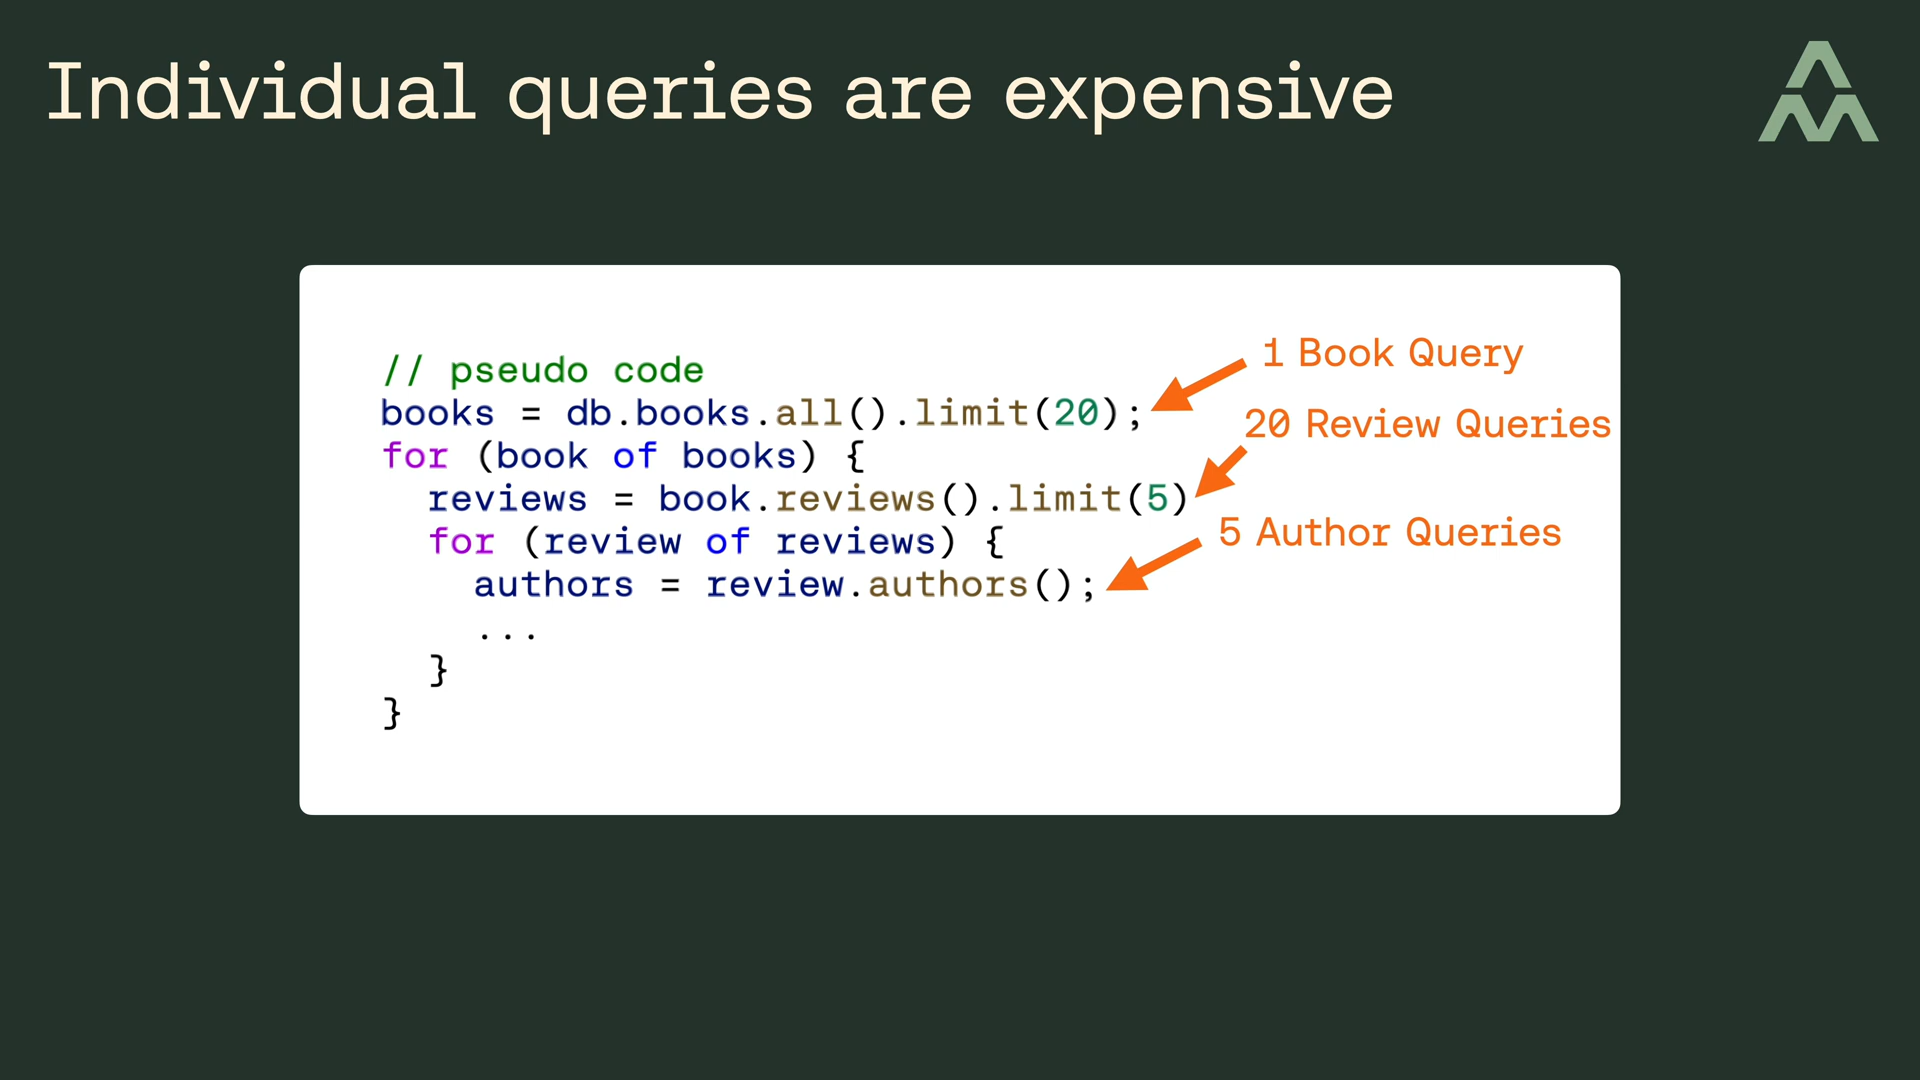 Individual queries are expensive
// pseudo code
books = db.books.all().limit(20);
1 Book Query
for (book of books) {
20 Review Queries
reviews = book.reviews().limit(5)
for (review of reviews) {
5 Author Queries
authors = review.authors();
...
}
}